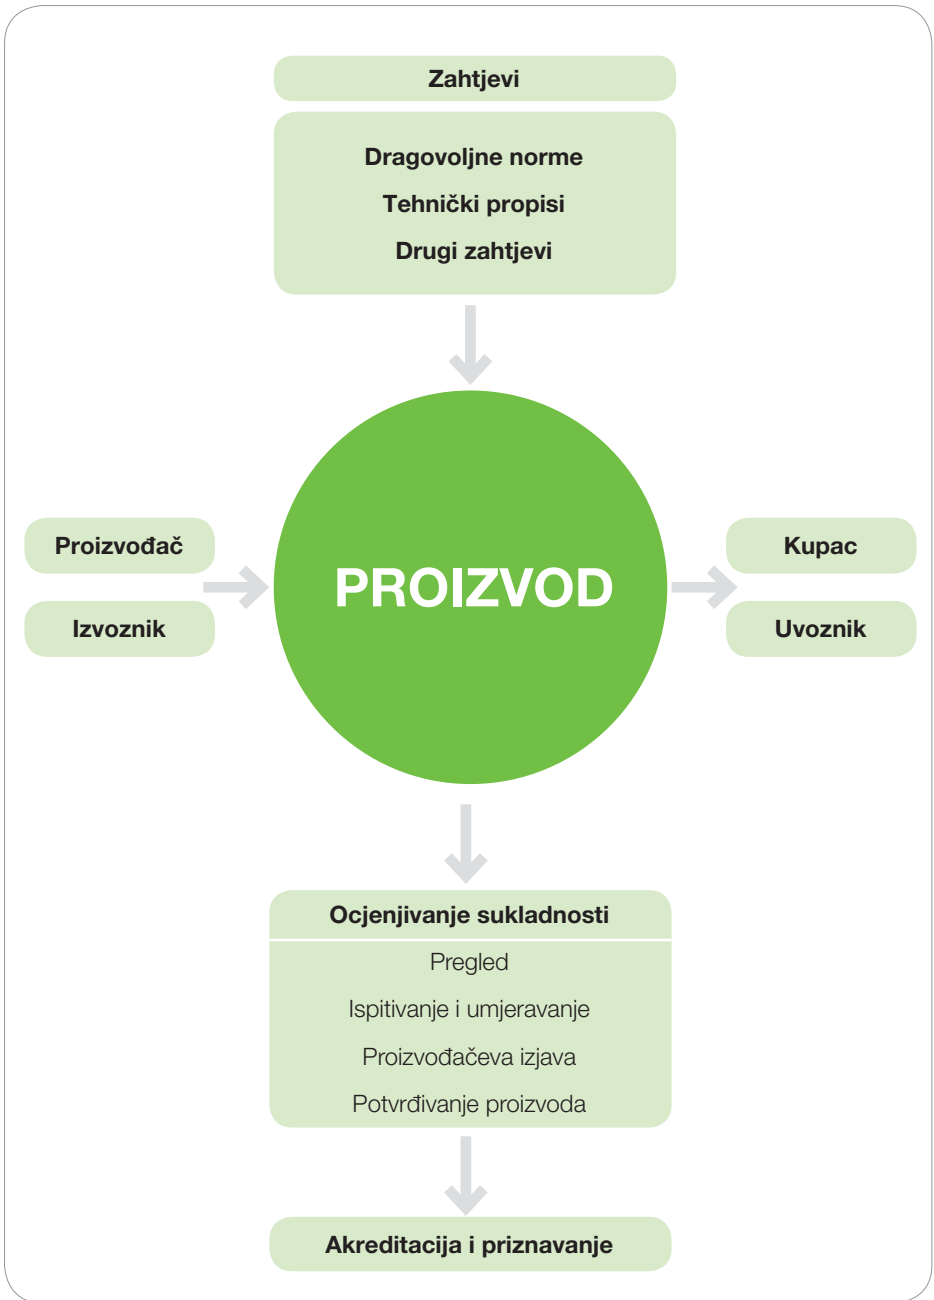 Zahtjevi
Dragovoljne norme
Tehnički propisi
Drugi zahtjevi
Proizvođač
Izvoznik
PROIZVOD
Kupac
Uvoznik
Ocjenjivanje sukladnosti
Pregled
Ispitivanje i umjeravanje
Proizvođačeva izjava
Potvrđivanje proizvoda
Akreditacija i priznavanje